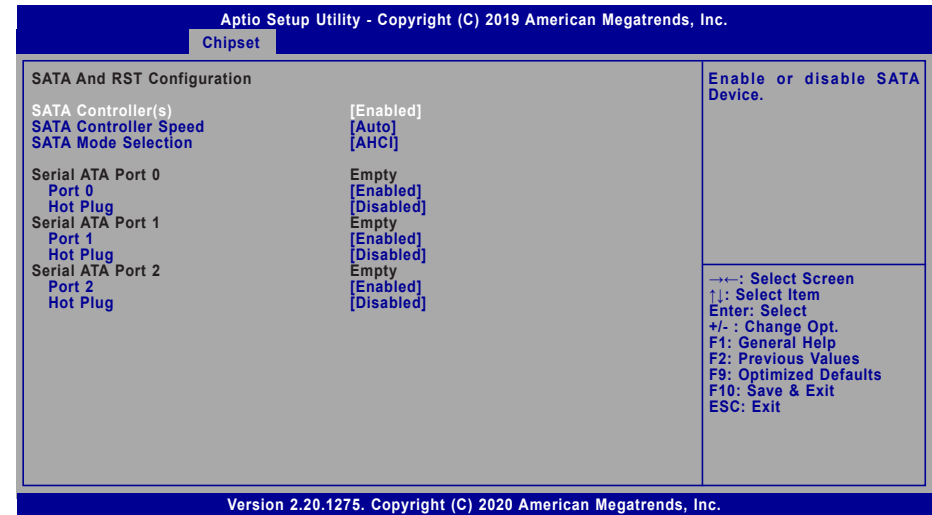 Aptio Setup Utility - Copyright (C) 2019 American Megatrends, Inc.
Chipset
SATA And RST Configuration
SATA Controller(s) [Enabled]
SATA Controller Speed [Auto]
SATA Mode Selection [AHCI]
Serial ATA Port 0 Empty
Port 0 [Enabled]
Hot Plug [Disabled]
Serial ATA Port 1 Empty
Port 1 [Enabled]
Hot Plug [Disabled]
Serial ATA Port 2 Empty
Port 2 [Enabled]
Hot Plug [Disabled]
Enable or disable SATA
Device.
→←: Select Screen
↑↓: Select Item
Enter: Select
+/- : Change Opt.
F1: General Help
F2: Previous Values
F9: Optimized Defaults
F10: Save & Exit
ESC: Exit
Version 2.20.1275. Copyright (C) 2020 American Megatrends, Inc.